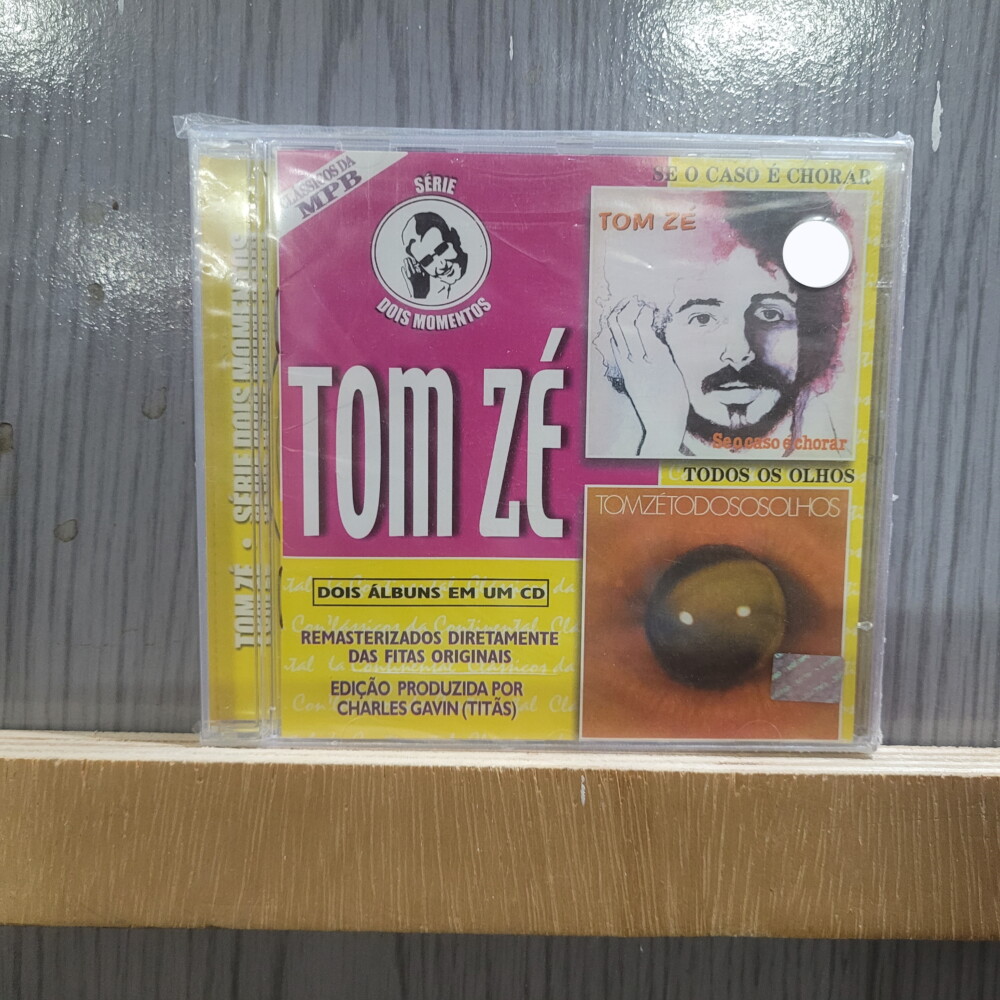 CLÁSSICOS DA
MPB
SÉRIE
DOIS MOMENTOS
TOM ZÉ
DOIS ÁLBUNS EM UM CD
REMASTERIZADOS DIRETAMENTE
DAS FITAS ORIGINAIS
EDIÇÃO PRODUZIDA POR
CHARLES GAVIN (TITÃS)
SE O CASO É CHORAR
TOM ZÉ
Se o caso é chorar
TODOS OS OLHOS
TOMZÉTODOSOSOLHOS
TOM ZÉ • SÉRIE DOIS MOMENTOS